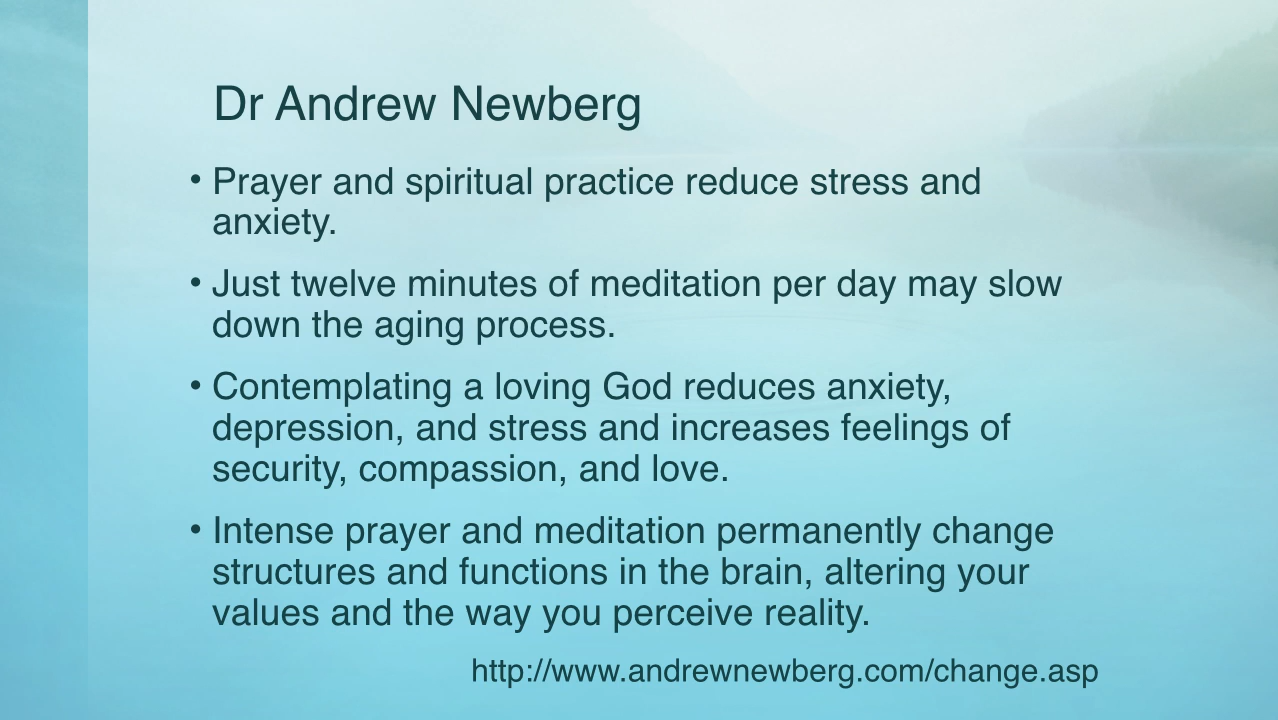 Dr Andrew Newberg
• Prayer and spiritual practice reduce stress and
anxiety.
• Just twelve minutes of meditation per day may slow
down the aging process.
• Contemplating a loving God reduces anxiety,
depression, and stress and increases feelings of
security, compassion, and love.
• Intense prayer and meditation permanently change
structures and functions in the brain, altering your
values and the way you perceive reality.
http://www.andrewnewberg.com/change.asp